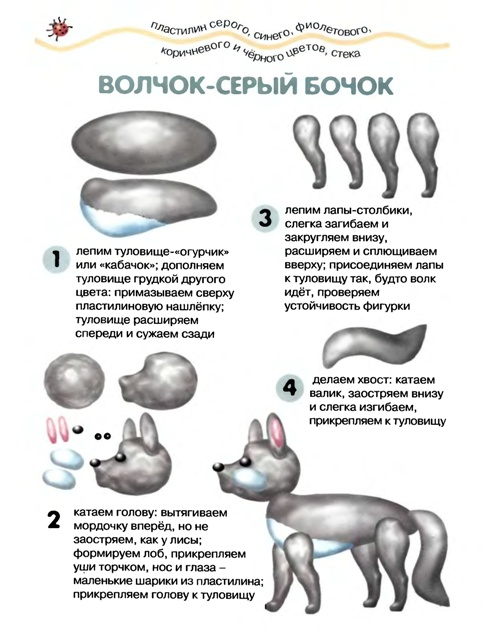 пластилин серого, синего, фиолетового,
коричневого и чёрного цветов, стека
ВОЛЧОК-СЕРЫЙ БОЧОК
1
лепим туловище-«огурчик»
или «кабачок»; дополняем
туловище грудкой другого
цвета: примазываем сверху
пластилиновую нашлёпку;
туловище расширяем
спереди и сужаем сзади
2
катаем голову: вытягиваем
мордочку вперёд, но не
заостряем, как у лисы;
формируем лоб, прикрепляем
уши торчком, нос и глаза –
маленькие шарики из пластилина;
прикрепляем голову к туловищу
3
лепим лапы-столбики,
слегка загибаем и
закругляем внизу,
расширяем и сплющиваем
вверху; присоединяем лапы
к туловищу так, будто волк
идёт, проверяем
устойчивость фигурки
4
делаем хвост: катаем
валик, заостряем внизу
и слегка изгибаем,
прикрепляем к туловищу